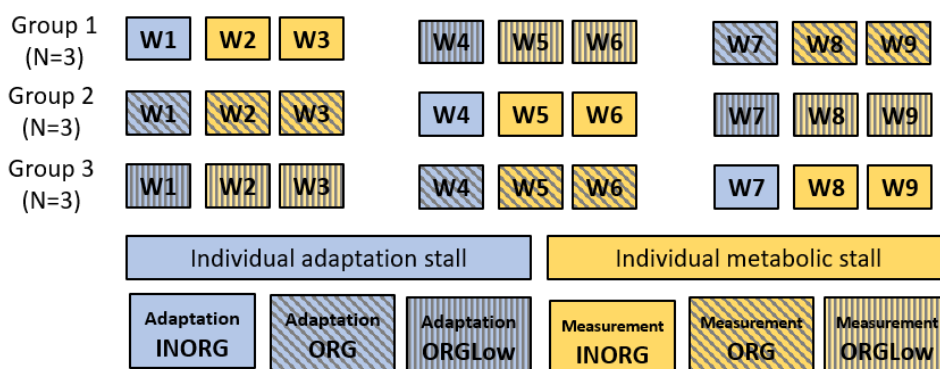 Group 1
(N=3)
W1 W2 W3 W4 W5 W6 W7 W8 W9
Group 2
(N=3)
W1 W2 W3 W4 W5 W6 W7 W8 W9
Group 3
(N=3)
W1 W2 W3 W4 W5 W6 W7 W8 W9
Individual adaptation stall Individual metabolic stall
Adaptation Adaptation Adaptation Measurement Measurement Measurement
INORG ORG ORGLow INORG ORG ORGLow